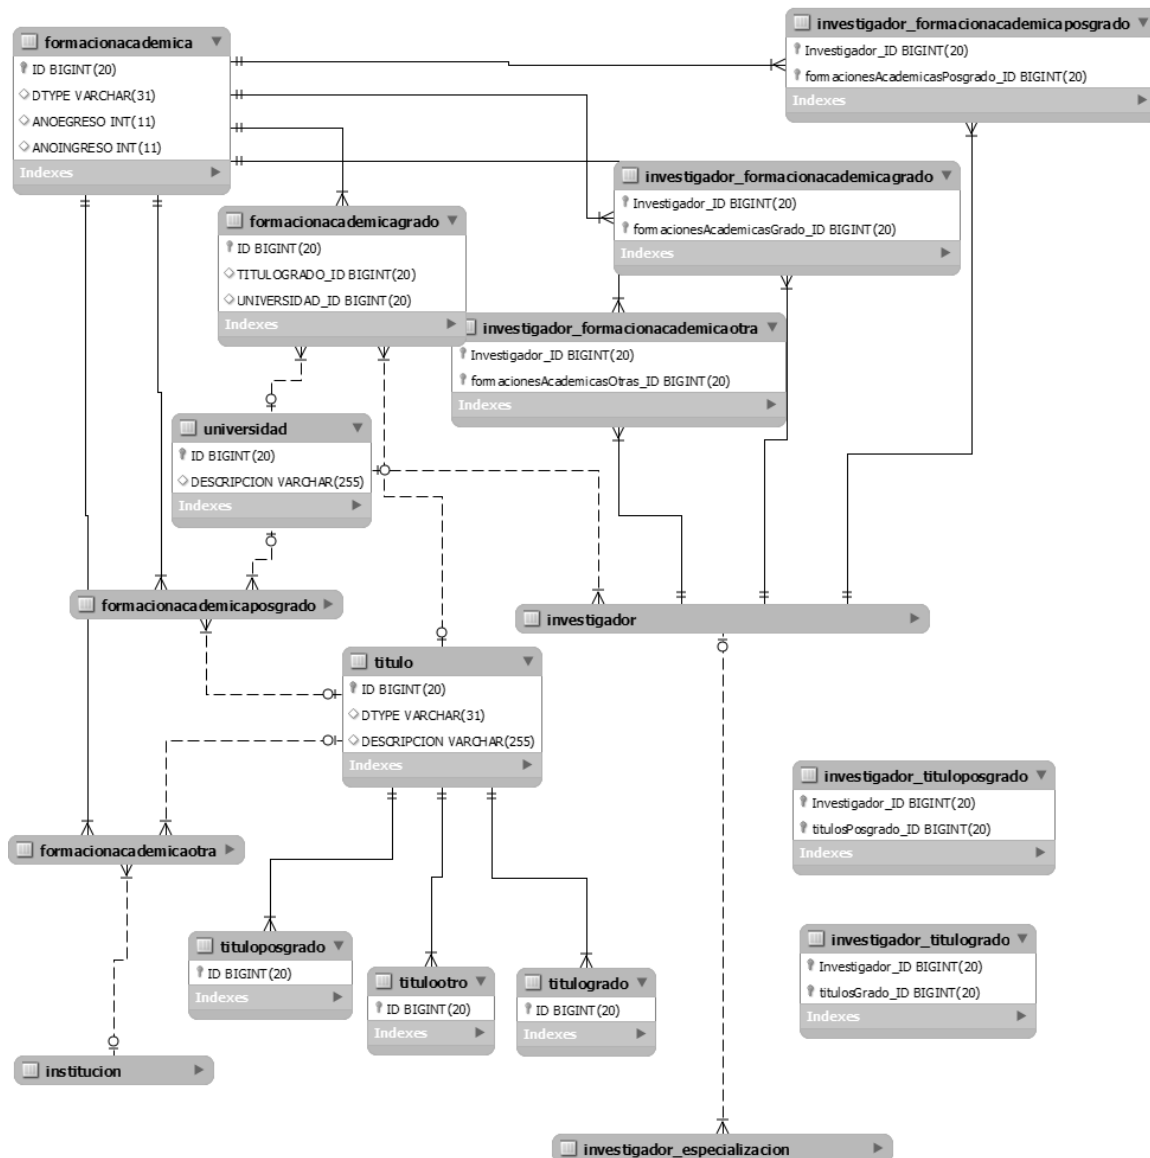 formacionacademica
ID BIGINT(20)
DTYPE VARCHAR(31)
ANOEGRESO INT(11)
ANOINGRESO INT(11)
Indexes
investigador_formacionacademicaposgrado
Investigador_ID BIGINT(20)
formacionesAcademicasPosgrado_ID BIGINT(20)
Indexes
investigador_formacionacademicagrado
Investigador_ID BIGINT(20)
formacionesAcademicasGrado_ID BIGINT(20)
Indexes
formacionacademicagrado
ID BIGINT(20)
TITULOGRADO_ID BIGINT(20)
UNIVERSIDAD_ID BIGINT(20)
Indexes
investigador_formacionacademicaotra
Investigador_ID BIGINT(20)
formacionesAcademicasOtras_ID BIGINT(20)
Indexes
universidad
ID BIGINT(20)
DESCRIPCION VARCHAR(255)
Indexes
formacionacademicaposgrado
investigador
titulo
ID BIGINT(20)
DTYPE VARCHAR(31)
DESCRIPCION VARCHAR(255)
Indexes
investigador_tituloposgrado
Investigador_ID BIGINT(20)
titulosPosgrado_ID BIGINT(20)
Indexes
formacionacademicaotra
tituloposgrado
ID BIGINT(20)
Indexes
titulootro
ID BIGINT(20)
Indexes
titulogrado
ID BIGINT(20)
Indexes
investigador_titulogrado
Investigador_ID BIGINT(20)
titulosGrado_ID BIGINT(20)
Indexes
institucion
investigador_especializacion